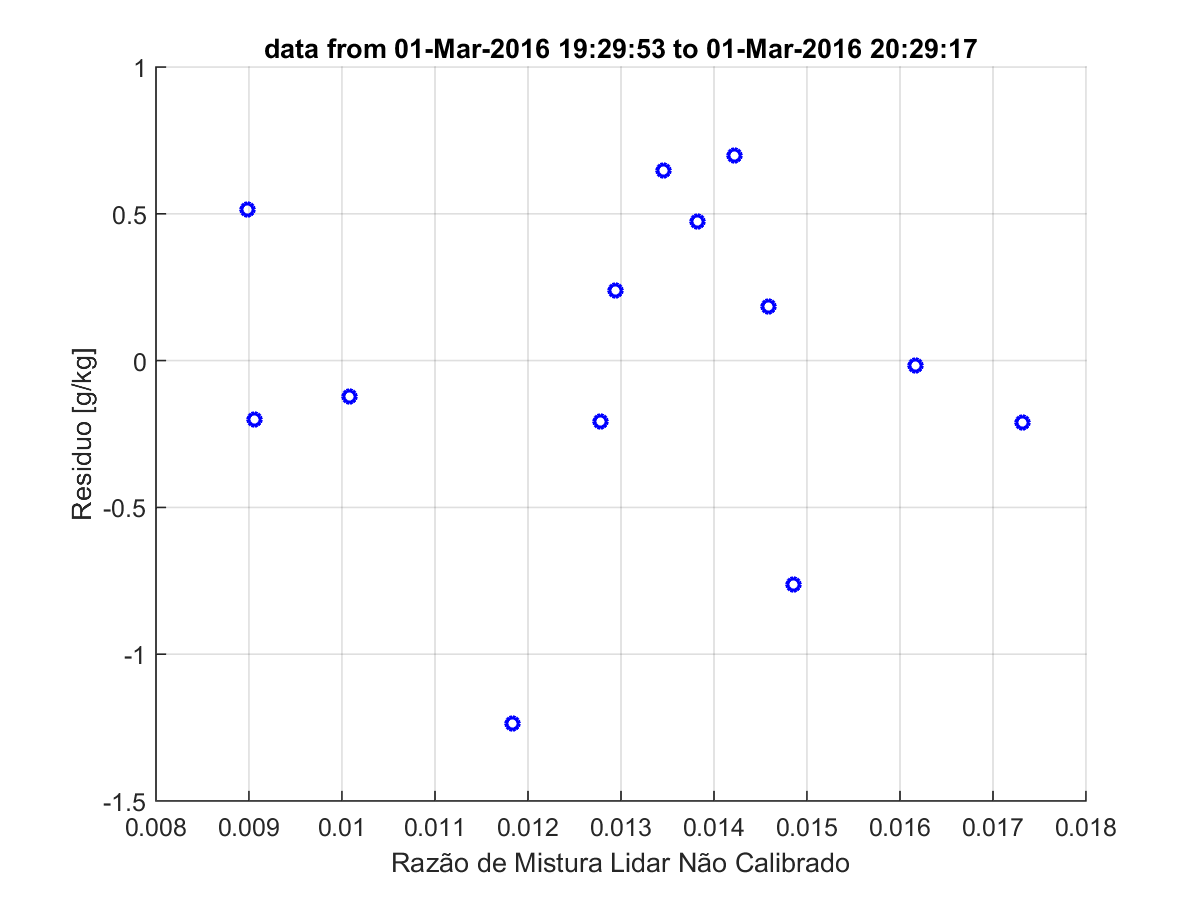 data from 01-Mar-2016 19:29:53 to 01-Mar-2016 20:29:17
1
0.5
0
-0.5
-1
-1.5
Residuo [g/kg]
0.008 0.009 0.01 0.011 0.012 0.013 0.014 0.015 0.016 0.017 0.018
Razão de Mistura Lidar Não Calibrado